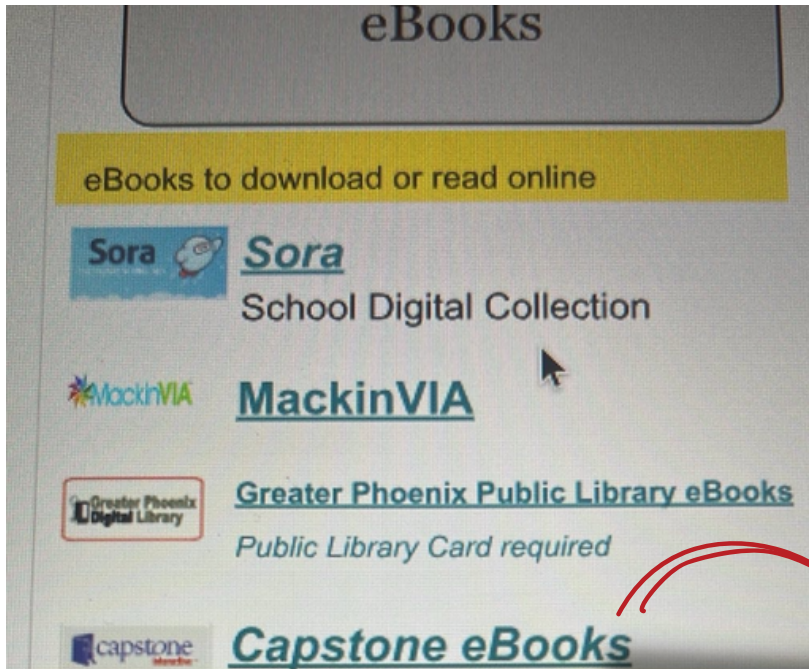 eBooks
eBooks to download or read online
Sora
Sora
School Digital Collection
MackinVIA
MackinVIA
Greater Phoenix
Digital Library
Greater Phoenix Public Library eBooks
Public Library Card required
capstone
Capstone eBooks